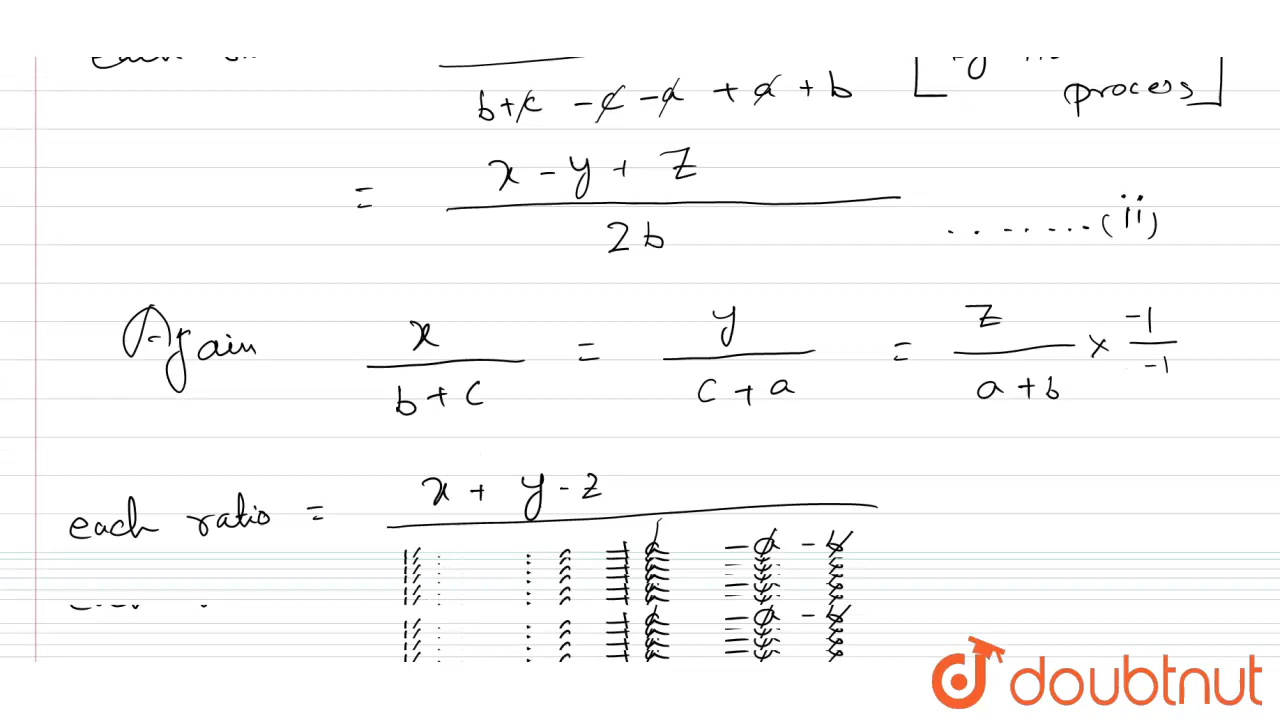 b+c - c - a + a + b process]
= x - y + z / 2b ........(ii)
Again x / b+c = y / c+a = z / a+b × -1 / -1
each ratio = x + y - z
- a - b
doubtnut